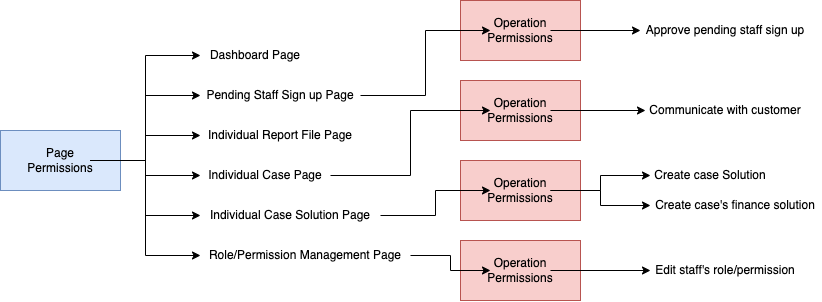 Page
Permissions
Dashboard Page
Pending Staff Sign up Page
Individual Report File Page
Individual Case Page
Individual Case Solution Page
Role/Permission Management Page
Operation
Permissions
Approve pending staff sign up
Operation
Permissions
Communicate with customer
Operation
Permissions
Create case Solution
Create case's finance solution
Operation
Permissions
Edit staff's role/permission